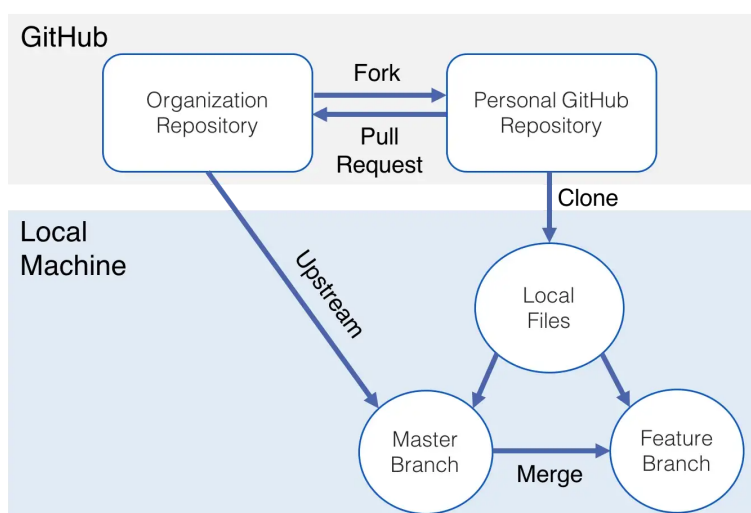 GitHub
Organization
Repository
Fork
Pull
Request
Personal GitHub
Repository
Clone
Local
Machine
Upstream
Local
Files
Master
Branch
Merge
Feature
Branch